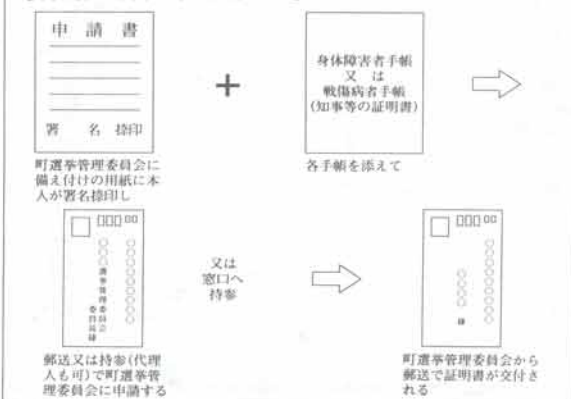 申 請 書
署 名 捺印
町選挙管理委員会に
備え付けの用紙に本
人が署名捺印し
+
身体障害者手帳
又 は
戦傷病者手帳
(知事等の証明書)
各手帳を添えて
○○○選挙管理委員会
委員長様
郵送又は持参(代理
人も可)で町選挙管
理委員会に申請する
又は
窓口へ
持参
○○○○○○○○
○○○○ 様
町選挙管理委員会から
郵送で証明書が交付さ
れる